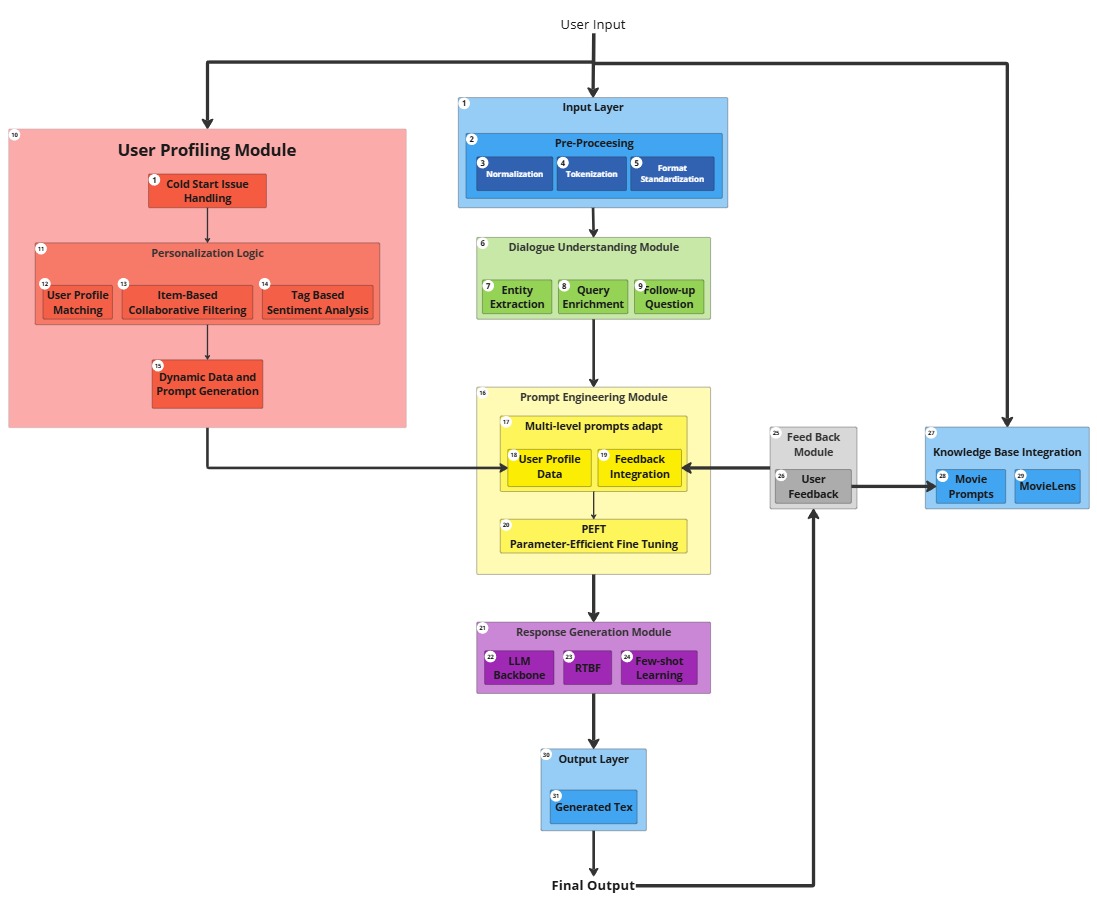 User Input
1
Input Layer
2
Pre-Proceesing
3
Normalization
4
Tokenization
5
Format
Standardization
10
User Profiling Module
1
Cold Start Issue
Handling
11
Personalization Logic
12
User Profile
Matching
13
Item-Based
Collaborative Filtering
14
Tag Based
Sentiment Analysis
15
Dynamic Data and
Prompt Generation
6
Dialogue Understanding Module
7
Entity
Extraction
8
Query
Enrichment
9
Follow-up
Question
16
Prompt Engineering Module
17
Multi-level prompts adapt
18
User Profile
Data
19
Feedback
Integration
20
PEFT
Parameter-Efficient Fine Tuning
25
Feed Back
Module
26
User
Feedback
27
Knowledge Base Integration
28
Movie
Prompts
29
MovieLens
21
Response Generation Module
22
LLM
Backbone
23
RTBF
24
Few-shot
Learning
30
Output Layer
31
Generated Tex
Final Output